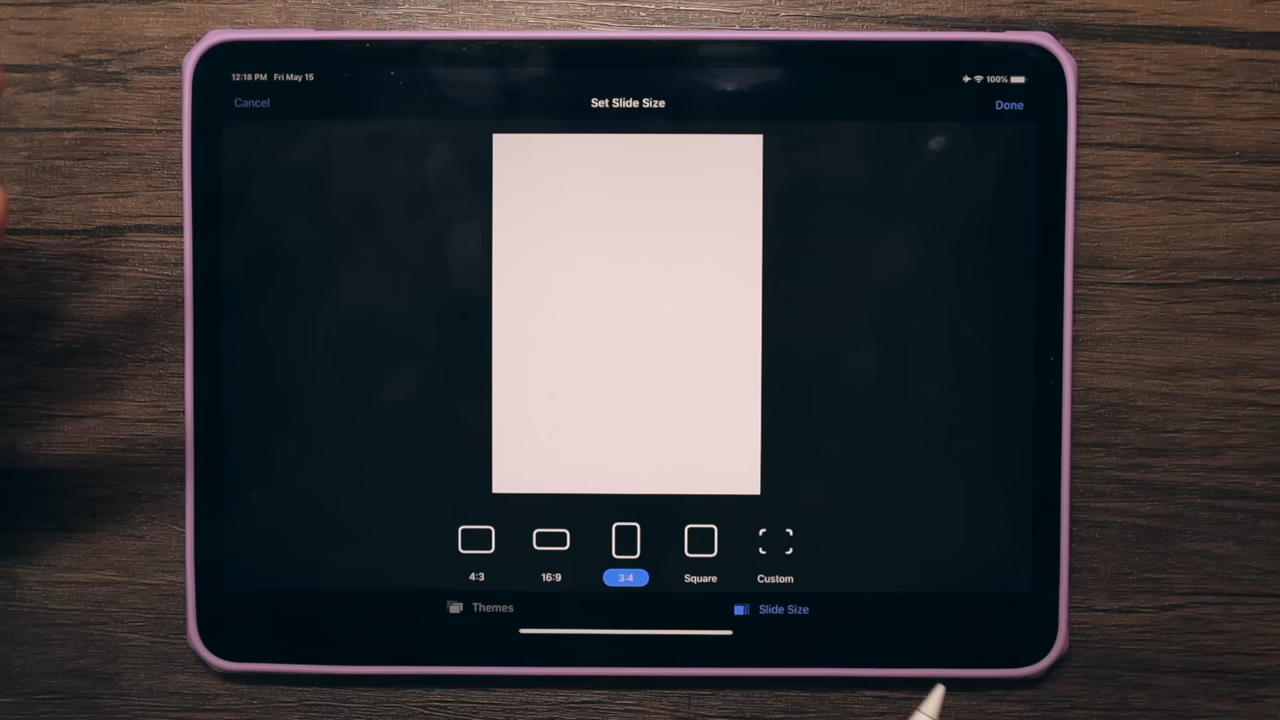 12:18 PM Fri May 15
100%
Cancel
Set Slide Size
Done
4:3
16:9
3:4
Square
Custom
Themes
Slide Size